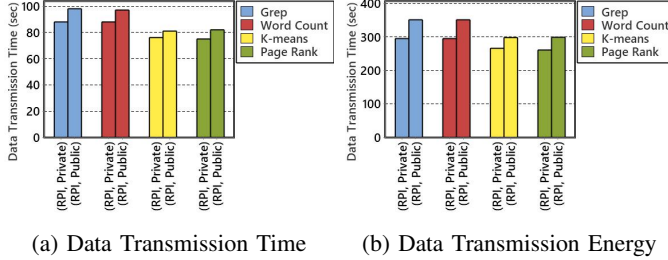 Data Transmission Time (sec)
100
80
60
40
20
0
Grep
Word Count
K-means
Page Rank
(RPI, Private)
(RPI, Public)
(RPI, Private)
(RPI, Public)
(RPI, Private)
(RPI, Public)
(RPI, Private)
(RPI, Public)
(a) Data Transmission Time
Data Transmission Time (sec)
400
300
200
100
0
Grep
Word Count
K-means
Page Rank
(RPI, Private)
(RPI, Public)
(RPI, Private)
(RPI, Public)
(RPI, Private)
(RPI, Public)
(RPI, Private)
(RPI, Public)
(b) Data Transmission Energy